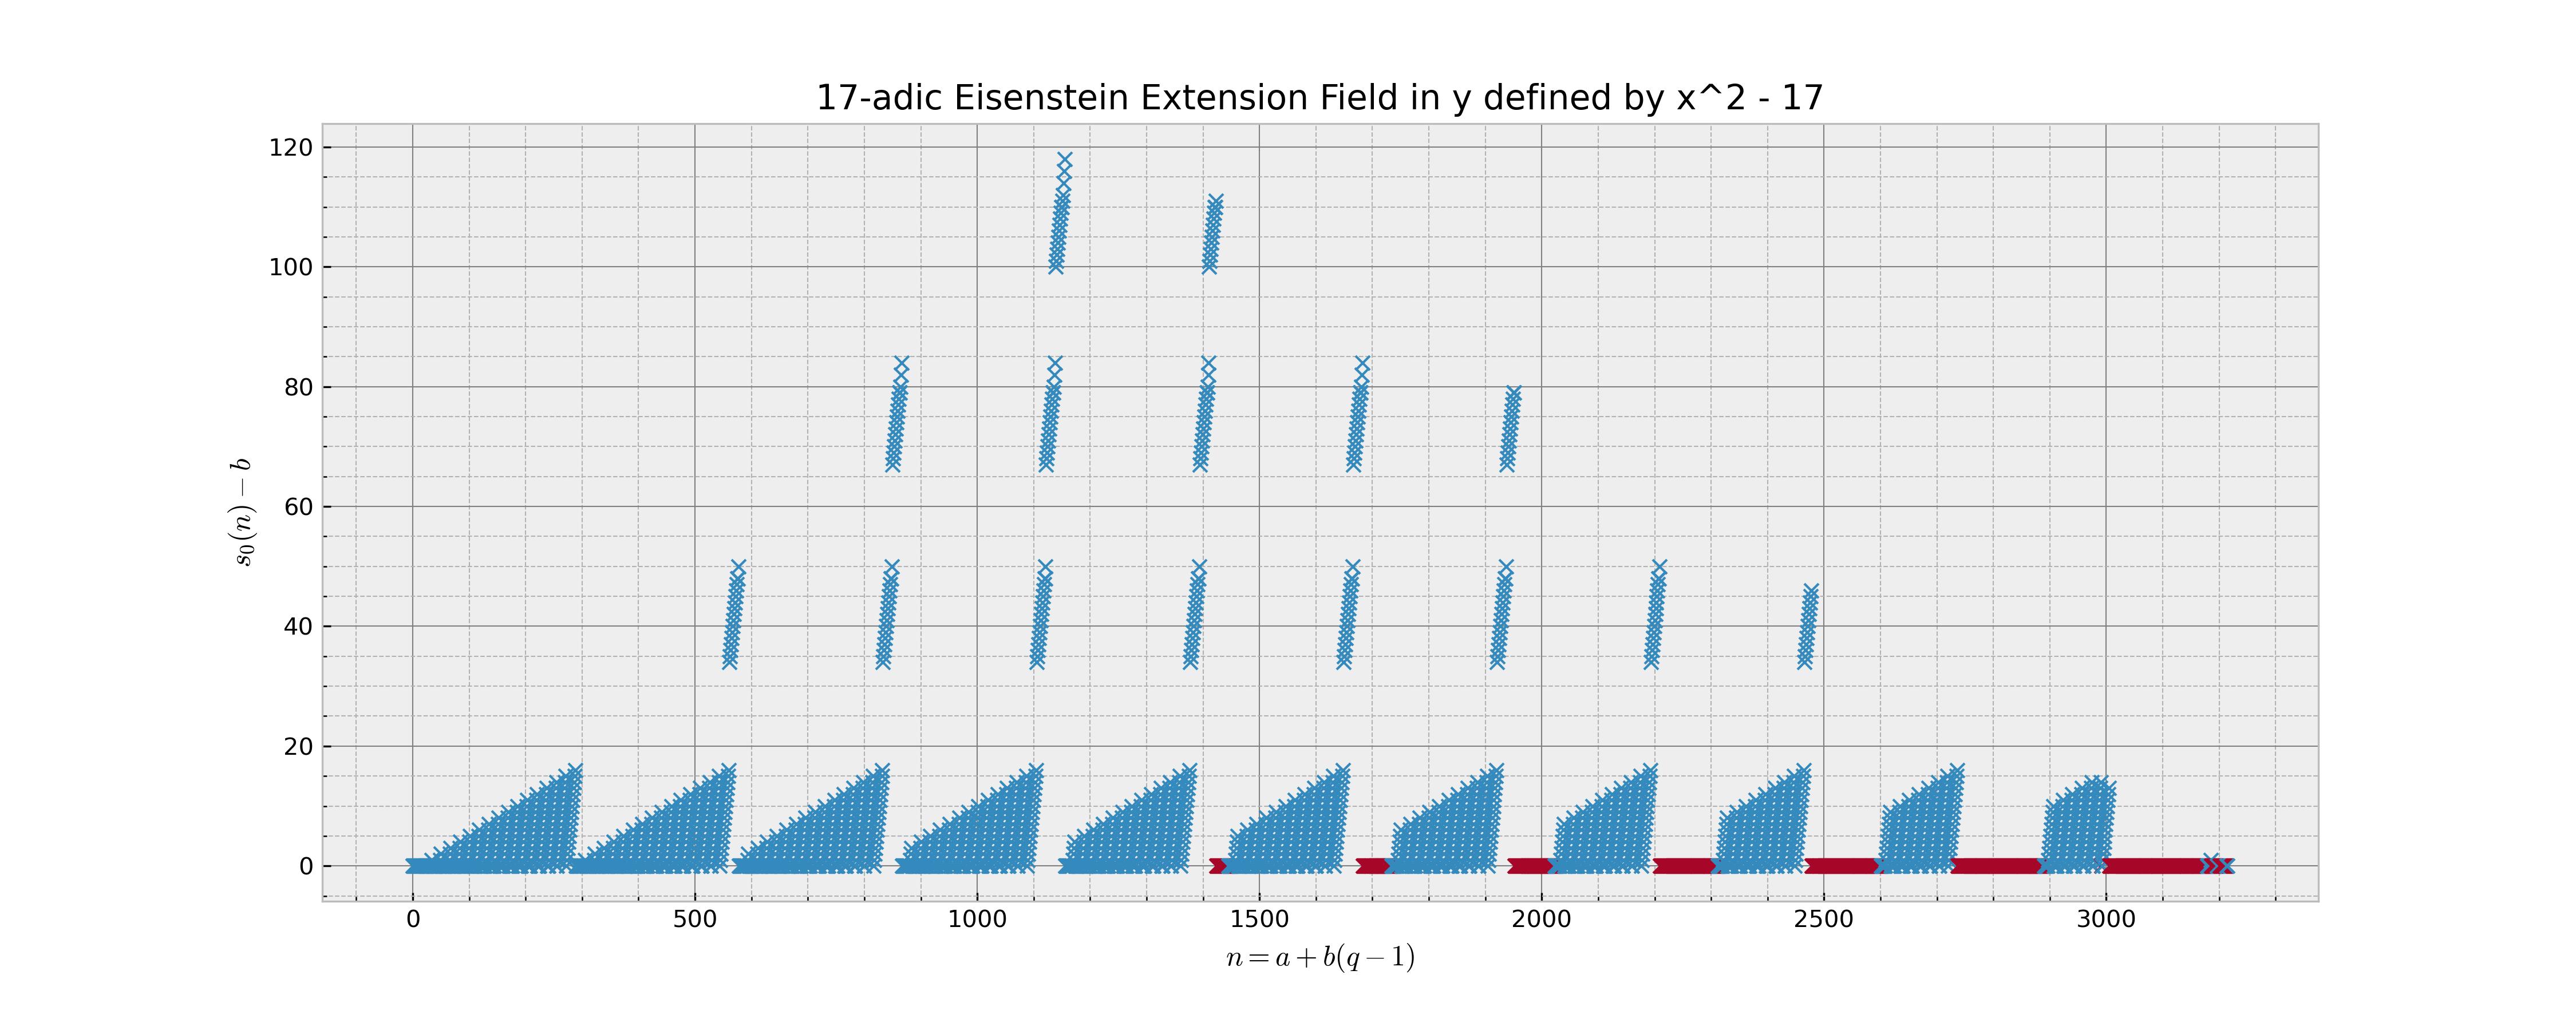 17-adic Eisenstein Extension Field in y defined by x^2 - 17
120
100
80
60
40
20
0
s₀(n) − b
0 500 1000 1500 2000 2500 3000
n = a + b(q − 1)